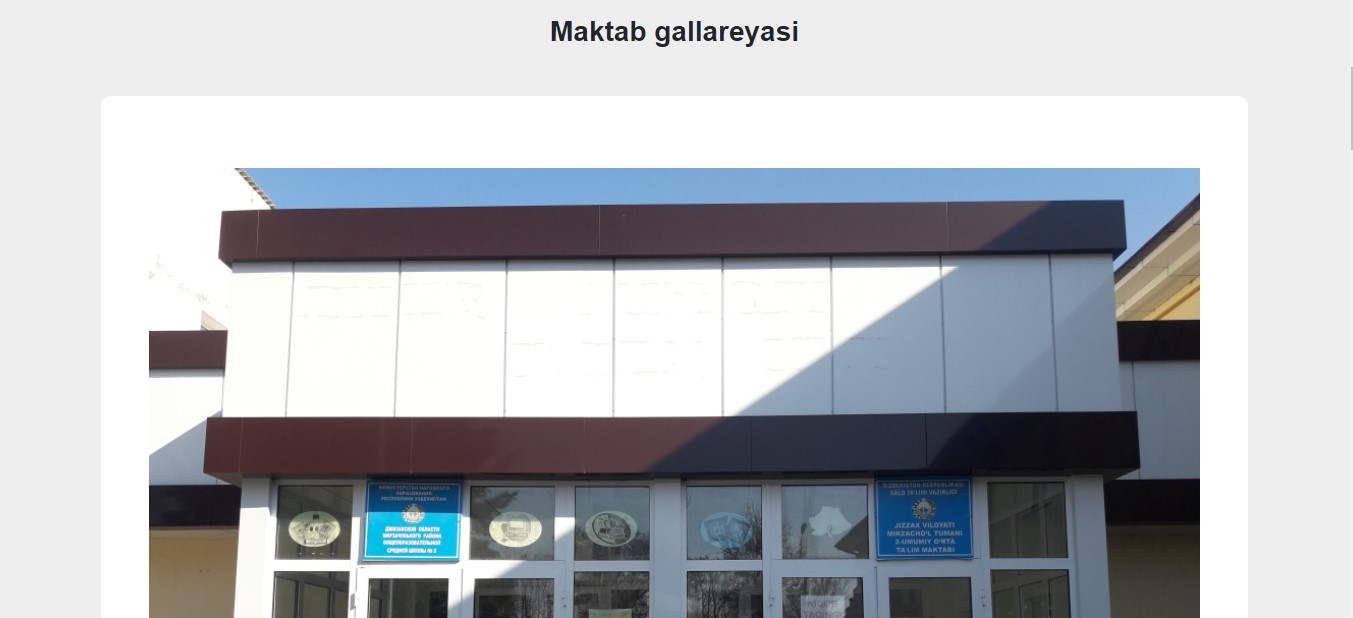 Maktab gallareyasi
МИНИСТЕРСТВО НАРОДНОГО
ОБРАЗОВАНИЯ
РЕСПУБЛИКИ УЗБЕКИСТАН
ДЖИЗАКСКОЙ ОБЛАСТИ
МИРЗАЧУЛЬСКОГО РАЙОНА
ОБЩЕОБРАЗОВАТЕЛЬНОЙ
СРЕДНЕЙ ШКОЛЫ № 2
O'ZBEKISTON RESPUBLIKASI
XALQ TA'LIMI VAZIRLIGI
JIZZAX VILOYATI
MIRZACHO'L TUMANI
2-UMUMIY O'RTA
TA'LIM MAKTABI